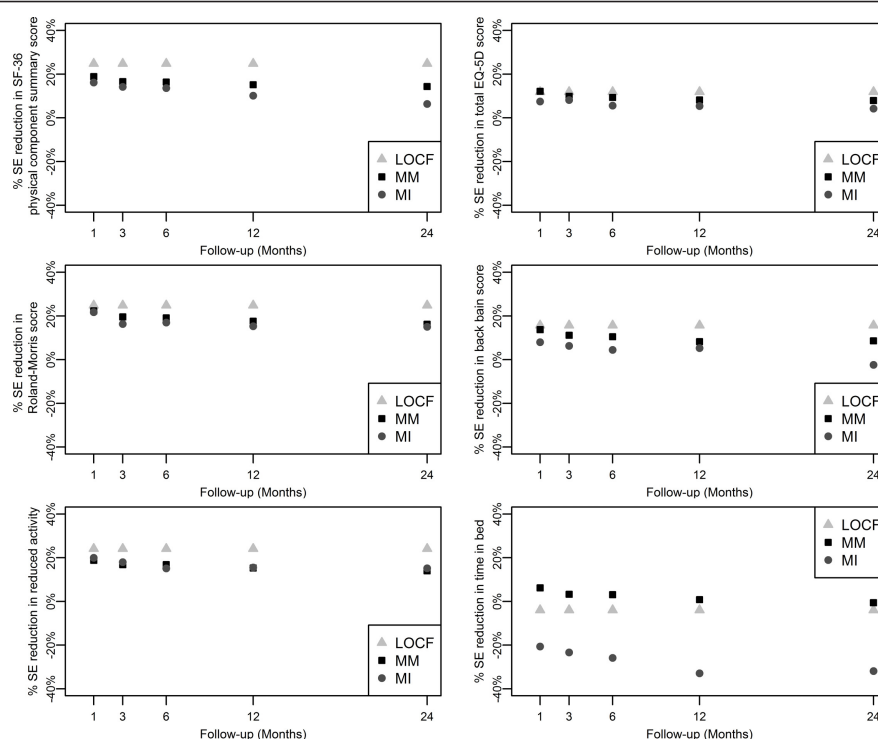 % SE reduction in SF-36
physical component summary score
40%
20%
0%
-20%
-40%
LOCF
MM
MI
1 3 6 12 24
Follow-up (Months)
% SE reduction in total EQ-5D score
40%
20%
0%
-20%
-40%
LOCF
MM
MI
1 3 6 12 24
Follow-up (Months)
% SE reduction in
Roland-Morris socre
40%
20%
0%
-20%
-40%
LOCF
MM
MI
1 3 6 12 24
Follow-up (Months)
% SE reduction in back bain score
40%
20%
0%
-20%
-40%
LOCF
MM
MI
1 3 6 12 24
Follow-up (Months)
% SE reduction in reduced activity
40%
20%
0%
-20%
-40%
LOCF
MM
MI
1 3 6 12 24
Follow-up (Months)
% SE reduction in time in bed
40%
20%
0%
-20%
-40%
LOCF
MM
MI
1 3 6 12 24
Follow-up (Months)